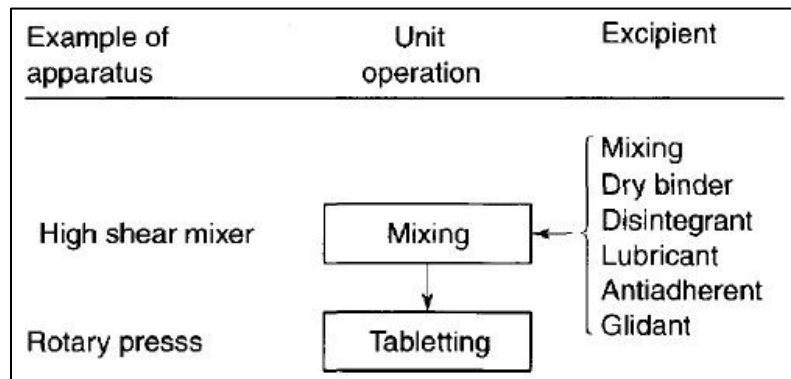 Example of apparatus
Unit operation
Excipient
High shear mixer
Mixing
Mixing
Dry binder
Disintegrant
Lubricant
Antiadherent
Glidant
Rotary presss
Tabletting